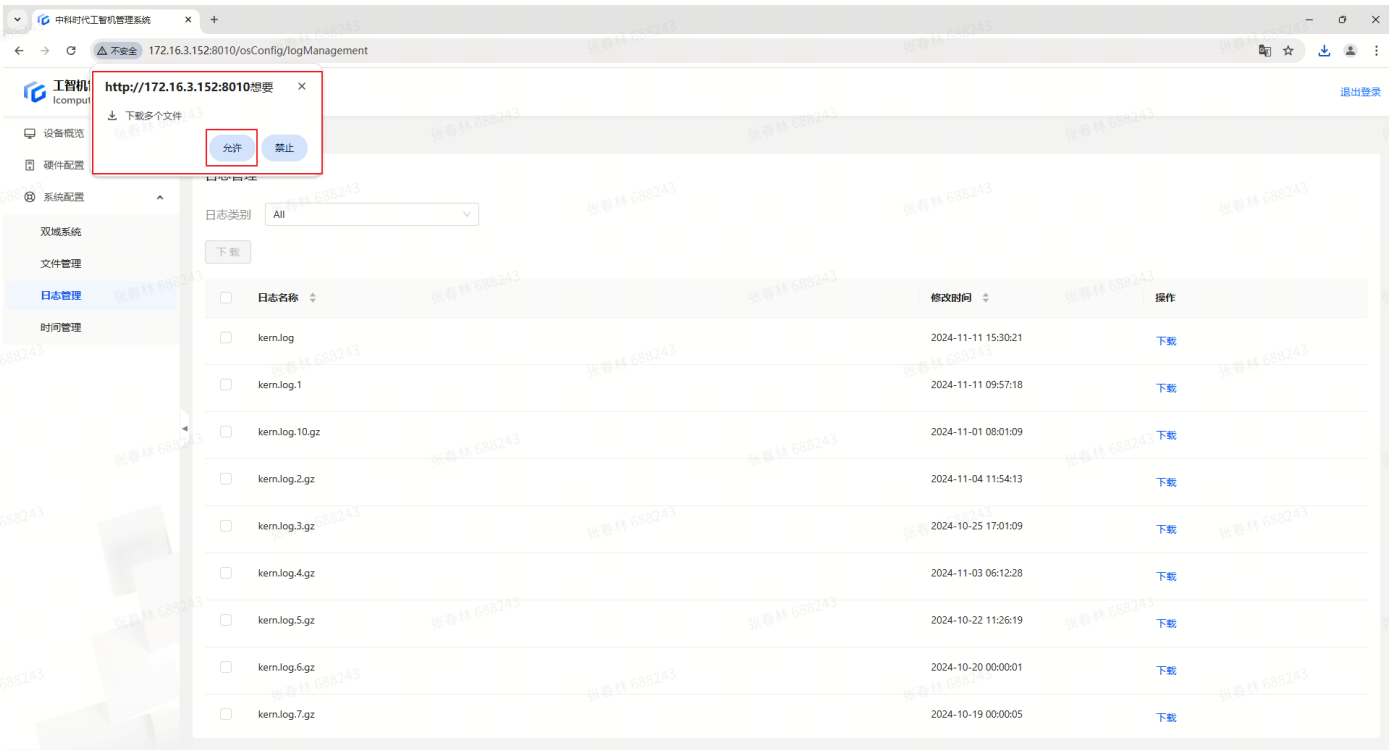 中科时代工智机管理系统
不安全 172.16.3.152:8010/osConfig/logManagement
工智机
Icomput
http://172.16.3.152:8010想要
下载多个文件
允许 禁止
退出登录
设备概览
硬件配置
系统配置
双域系统
文件管理
日志管理
时间管理
日志管理
日志类别 All
下载
日志名称 修改时间 操作
kern.log 2024-11-11 15:30:21 下载
kern.log.1 2024-11-11 09:57:18 下载
kern.log.10.gz 2024-11-01 08:01:09 下载
kern.log.2.gz 2024-11-04 11:54:13 下载
kern.log.3.gz 2024-10-25 17:01:09 下载
kern.log.4.gz 2024-11-03 06:12:28 下载
kern.log.5.gz 2024-10-22 11:26:19 下载
kern.log.6.gz 2024-10-20 00:00:01 下载
kern.log.7.gz 2024-10-19 00:00:05 下载
张春林 688243